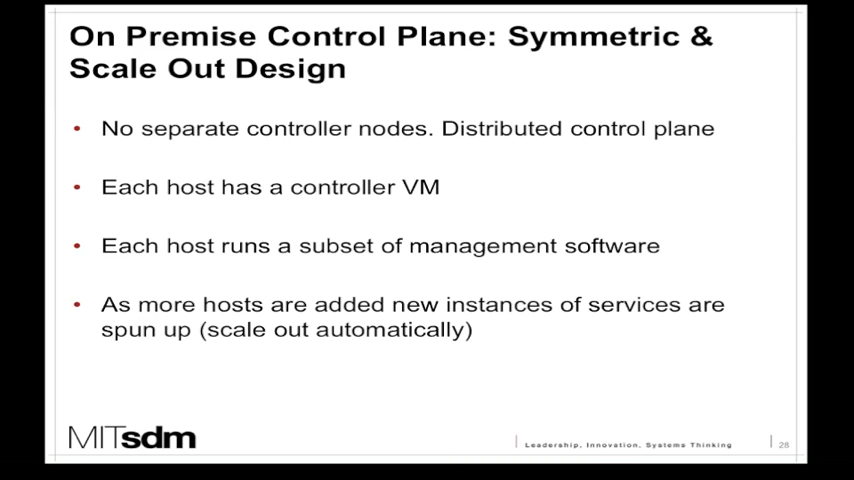 On Premise Control Plane: Symmetric &
Scale Out Design
• No separate controller nodes. Distributed control plane
• Each host has a controller VM
• Each host runs a subset of management software
• As more hosts are added new instances of services are
spun up (scale out automatically)
MITsdm
Leadership, Innovation, Systems Thinking
28